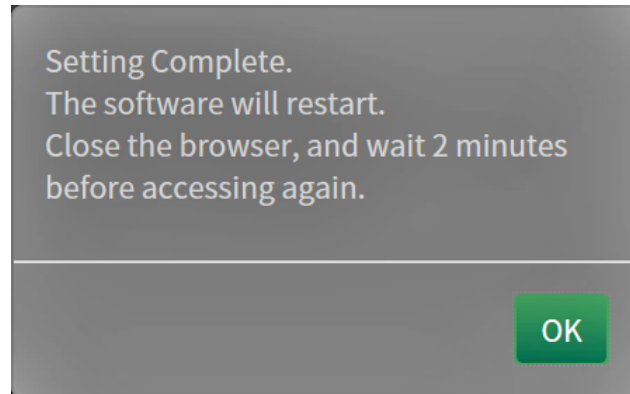 Setting Complete.
The software will restart.
Close the browser, and wait 2 minutes
before accessing again.
OK